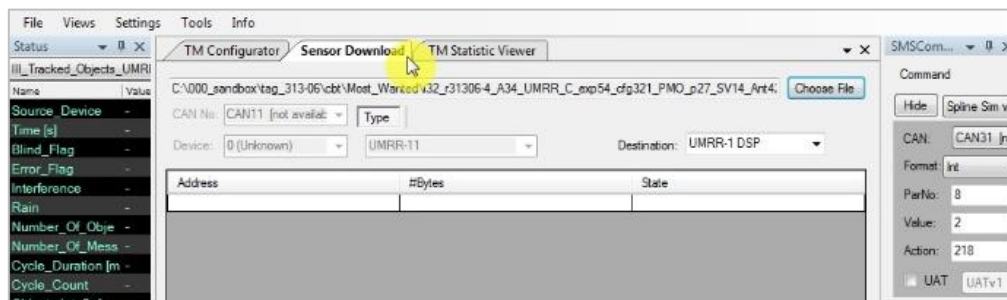 File Views Settings Tools Info
Status
III_Tracked_Objects_UMRI
Name Value
Source_Device -
Time [s] -
Blind_Flag -
Error_Flag -
Interference -
Rain -
Number_Of_Obje -
Number_Of_Mess -
Cycle_Duration [m -
Cycle_Count -
TM Configurator Sensor Download TM Statistic Viewer
C:\000_sandbox\tag_313-06\cbt\Most_Wanted\32_r31306-4_A34_UMRR_C_exp54_cfg321_PMO_p27_SV14_Ant4; Choose File
CAN No: CAN11 [not availab Type
Device: 0 (Unknown) UMRR-11 Destination: UMRR-1 DSP
Address #Bytes State
SMSCom...
Command
Hide Spline Sim v
CAN: CAN31 [n
Format: Int
ParNo: 8
Value: 2
Action: 218
UAT UATv1